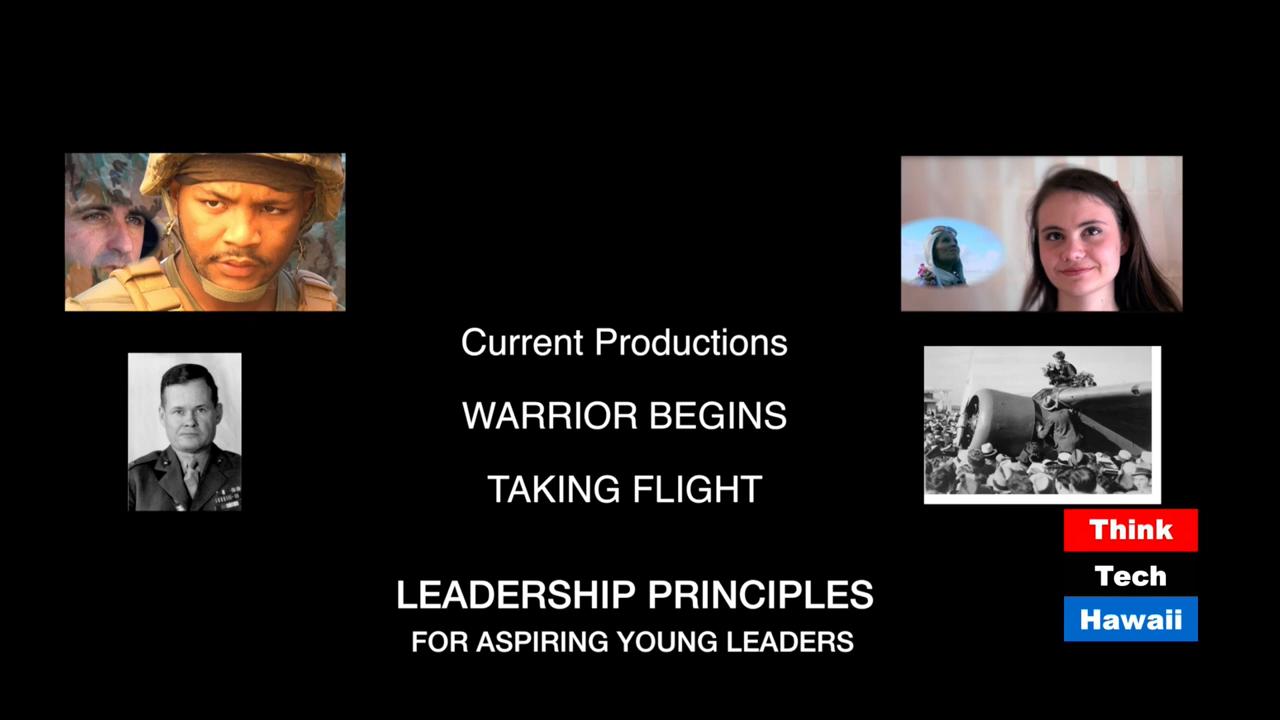 Current Productions
WARRIOR BEGINS
TAKING FLIGHT
LEADERSHIP PRINCIPLES
FOR ASPIRING YOUNG LEADERS
Think
Tech
Hawaii